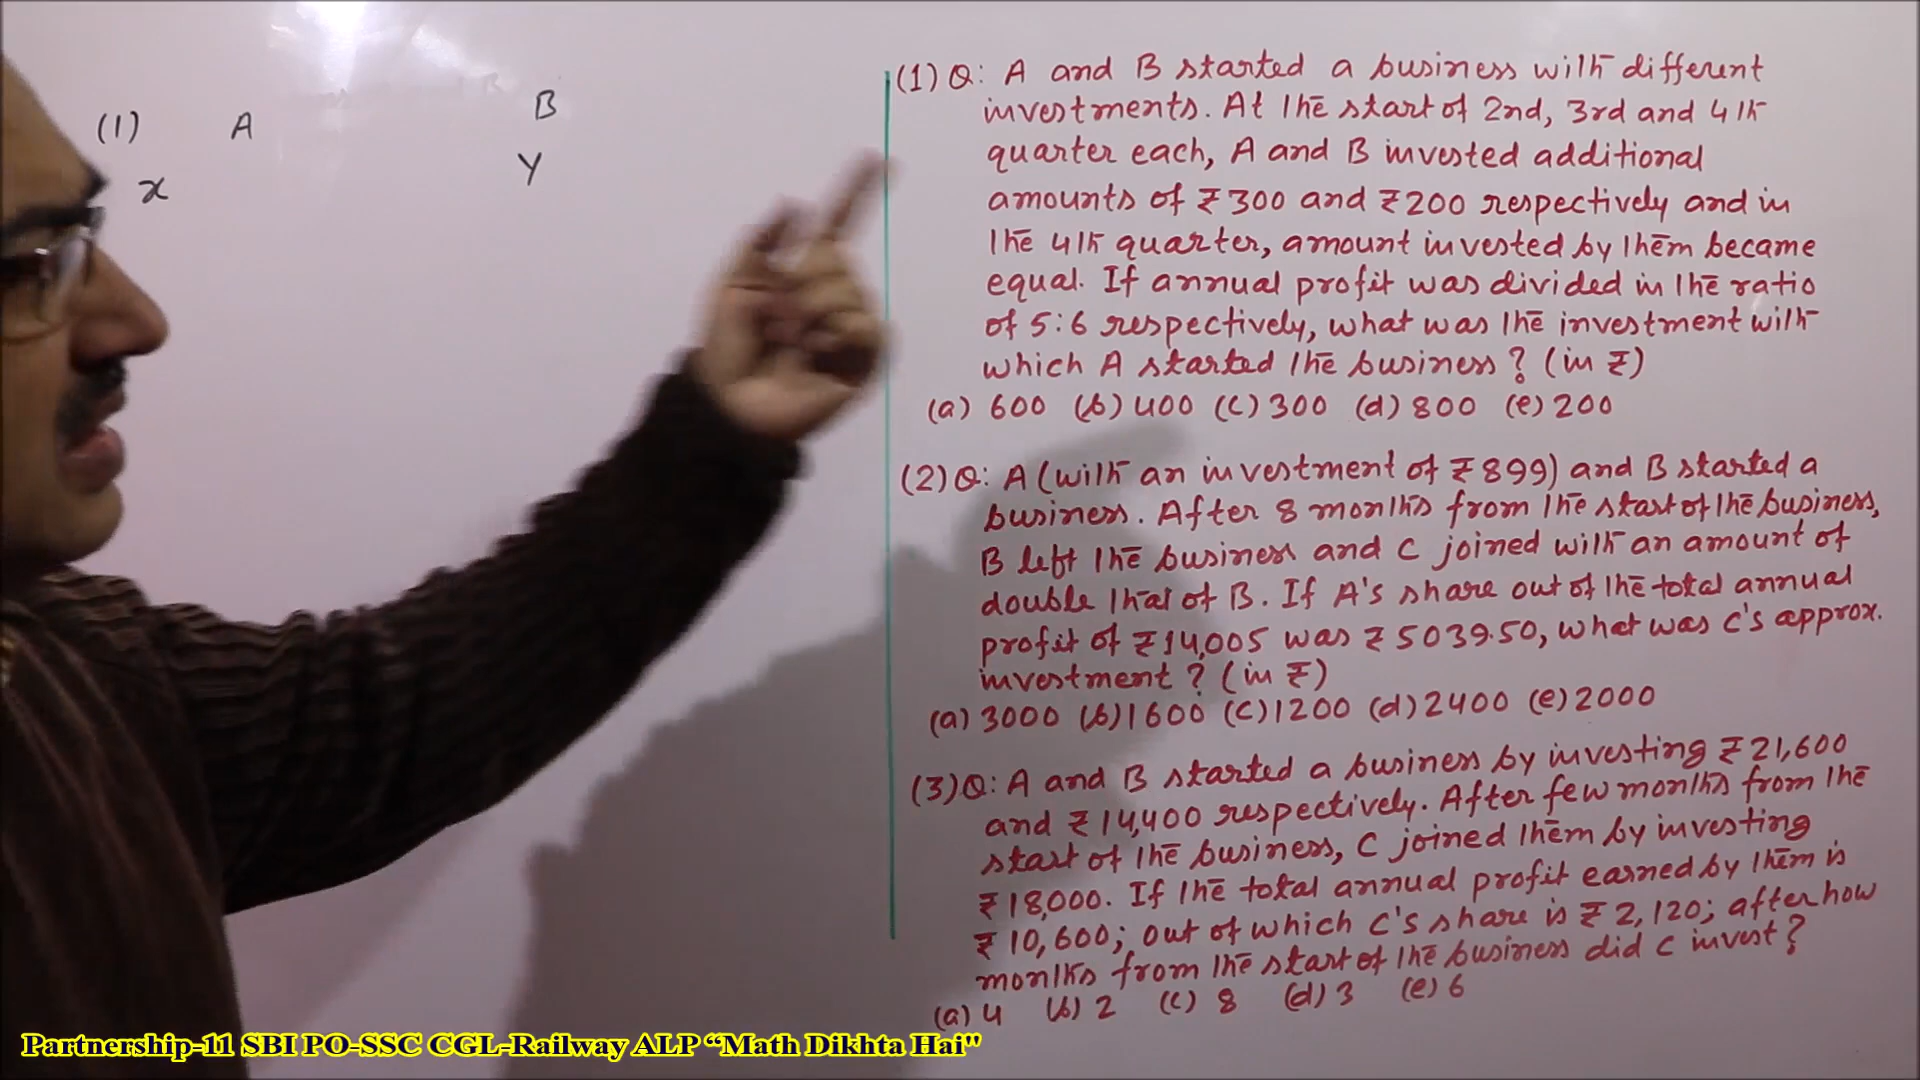 (1) A B
x Y
(1) Q: A and B started a business with different
investments. At the start of 2nd, 3rd and 4th
quarter each, A and B invested additional
amounts of ₹300 and ₹200 respectively and in
the 4th quarter, amount invested by them became
equal. If annual profit was divided in the ratio
of 5:6 respectively, what was the investment with
which A started the business? (in ₹)
(a) 600 (b) 400 (c) 300 (d) 800 (e) 200
(2) Q: A (with an investment of ₹899) and B started a
business. After 8 months from the start of the business,
B left the business and C joined with an amount of
double that of B. If A's share out of the total annual
profit of ₹14,005 was ₹5039.50, what was C's approx.
investment? (in ₹)
(a) 3000 (b) 1600 (c) 1200 (d) 2400 (e) 2000
(3) Q: A and B started a business by investing ₹21,600
and ₹14,400 respectively. After few months from the
start of the business, C joined them by investing
₹18,000. If the total annual profit earned by them is
₹10,600; out of which C's share is ₹2,120; after how
months from the start of the business did C invest?
(a) 4 (b) 2 (c) 8 (d) 3 (e) 6
Partnership-11 SBI PO-SSC CGL-Railway ALP “Math Dikhta Hai"